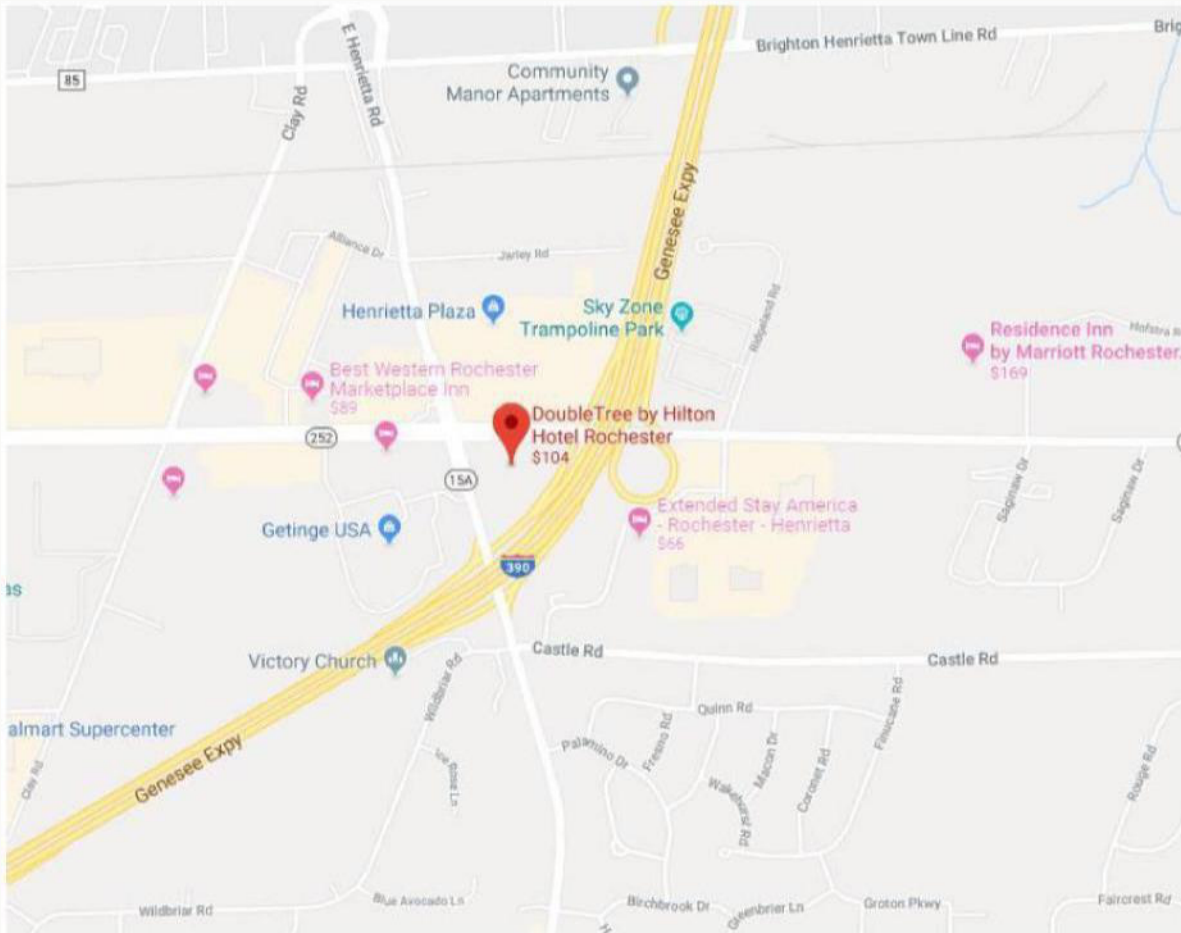 Brighton Henrietta Town Line Rd
Brig
85
E Henrietta Rd
Community
Manor Apartments
Clay Rd
Genesee Expy
Alliance Dr
Jarley Rd
Henrietta Plaza
Sky Zone
Trampoline Park
Ridgeland Rd
Residence Inn
by Marriott Rochester.
$169
Hofstra
Best Western Rochester
Marketplace Inn
$89
DoubleTree by Hilton
Hotel Rochester
$104
252
15A
Saginaw Dr
Saginaw Dr
Extended Stay America
- Rochester - Henrietta
$66
Getinge USA
390
as
Castle Rd
Castle Rd
Victory Church
Wildbriar Rd
almart Supercenter
Quinn Rd
Finucane Rd
Palamino Dr
Fresno Rd
Macon Dr
Coronet Rd
Rouge Rd
Genesee Expy
Ice Rose Ln
Wakehurst Rd
Clay Rd
Wildbriar Rd
Blue Avocado Ln
Birchbrook Dr
Greenbrier Ln
Groton Pkwy
Faircrest Rd
H